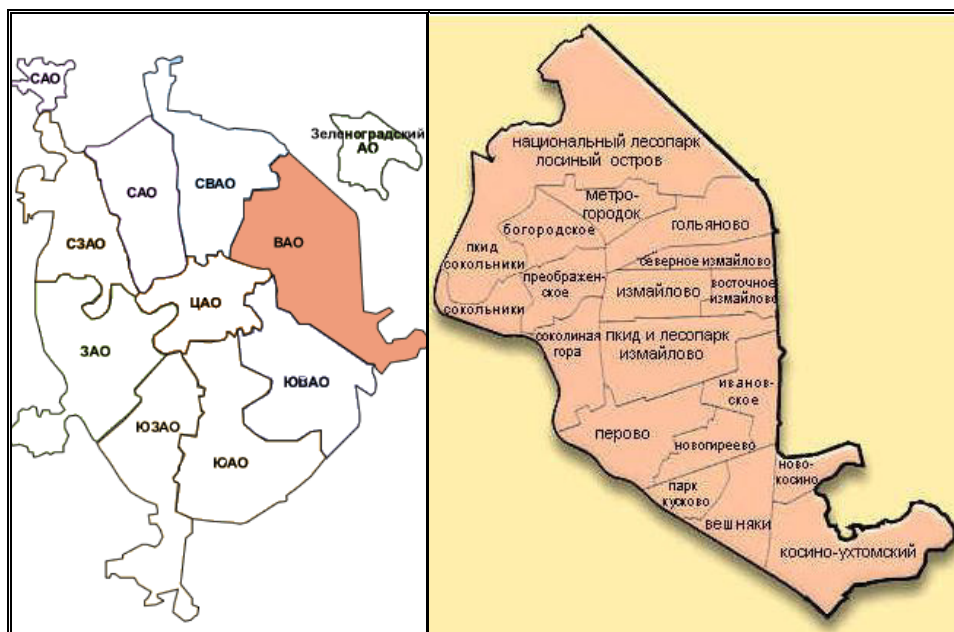 САО
Зеленоградский
АО
САО
СВАО
СЗАО
ВАО
ЦАО
ЗАО
ЮВАО
ЮЗАО
ЮАО
национальный лесопарк
лосиный остров
метро-
городок
богородское
гольяново
пкид
сокольники
северное измайлово
преображен-
ское
измайлово
восточное
измайлово
сокольники
соколиная
гора
пкид и лесопарк
измайлово
ивановс-
ское
перово
новогиреево
ново-
косино
парк
кусково
вешняки
косино-ухтомский